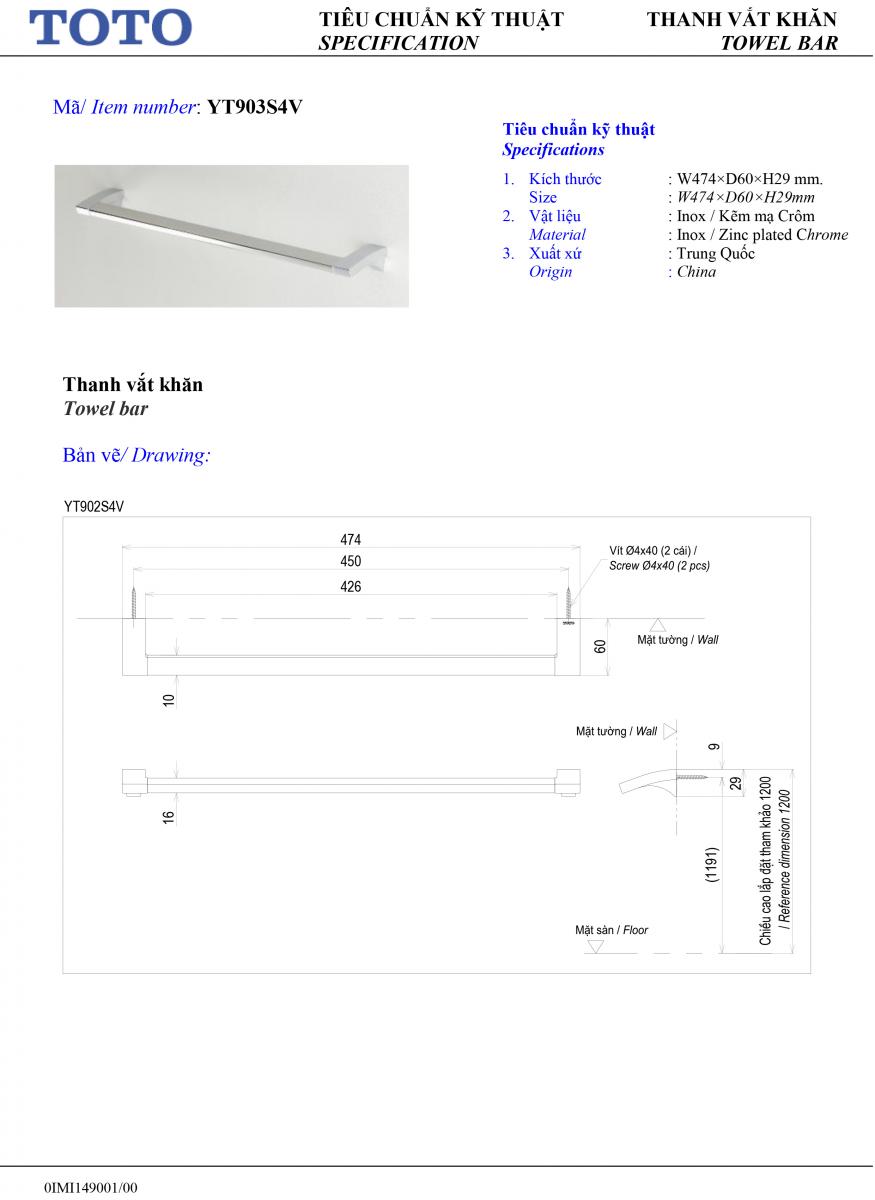 TOTO
TIÊU CHUẨN KỸ THUẬT
SPECIFICATION
THANH VẮT KHĂN
TOWEL BAR
Mã/ Item number: YT903S4V
Tiêu chuẩn kỹ thuật
Specifications
1. Kích thước : W474×D60×H29 mm.
Size : W474×D60×H29mm
2. Vật liệu : Inox / Kẽm mạ Crôm
Material : Inox / Zinc plated Chrome
3. Xuất xứ : Trung Quốc
Origin : China
Thanh vắt khăn
Towel bar
Bản vẽ/ Drawing:
YT902S4V
474
450
426
Vít Ø4x40 (2 cái) /
Screw Ø4x40 (2 pcs)
60
Mặt tường / Wall
10
Mặt tường / Wall
9
29
16
(1191)
Chiều cao lắp đặt tham khảo 1200
/ Reference dimension 1200
Mặt sàn / Floor
0IMI149001/00